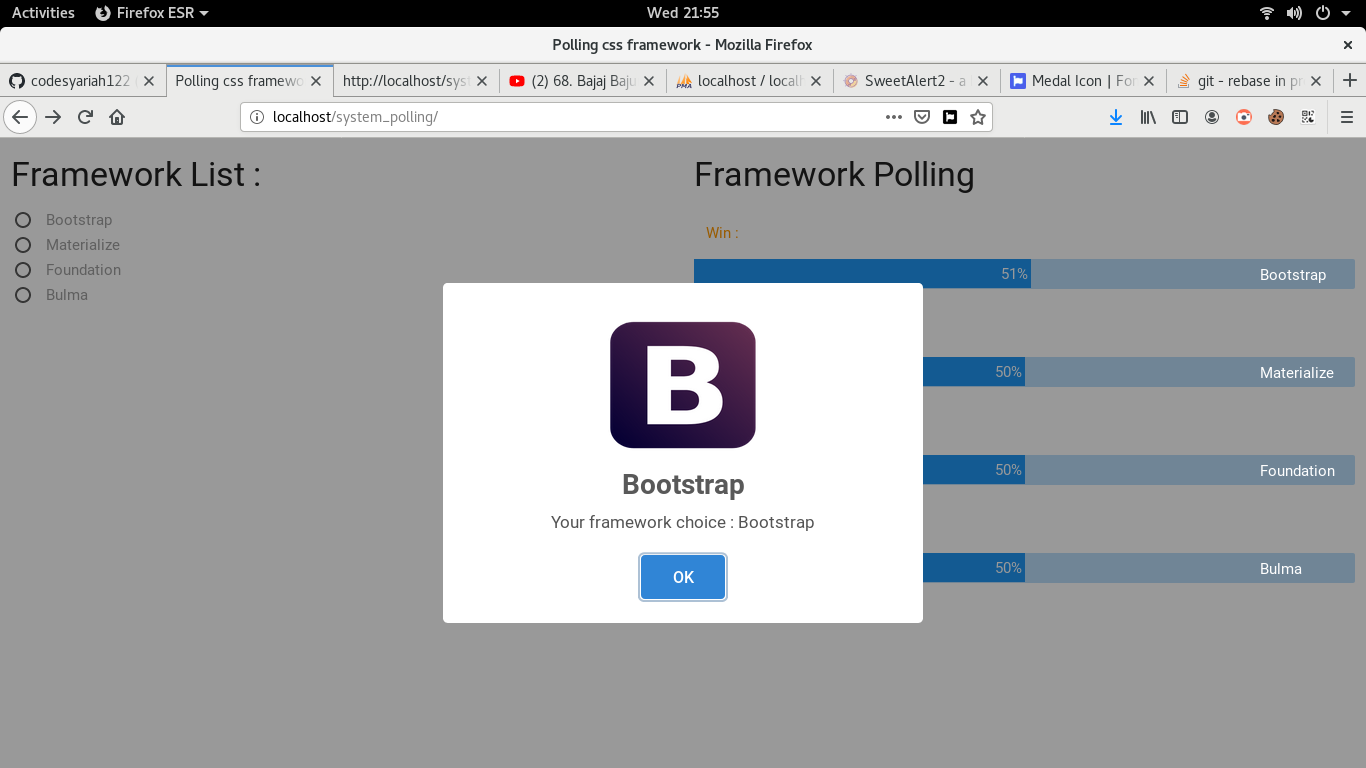 Activities Firefox ESR Wed 21:55
Polling css framework - Mozilla Firefox
codesyariah122 Polling css framewo http://localhost/syst (2) 68. Bajaj Baju PMA localhost / localh SweetAlert2 - a Medal Icon | Fon git - rebase in pr
localhost/system_polling/
Framework List :
Bootstrap
Materialize
Foundation
Bulma
Framework Polling
Win :
51% Bootstrap
50% Materialize
50% Foundation
50% Bulma
B
Bootstrap
Your framework choice : Bootstrap
OK